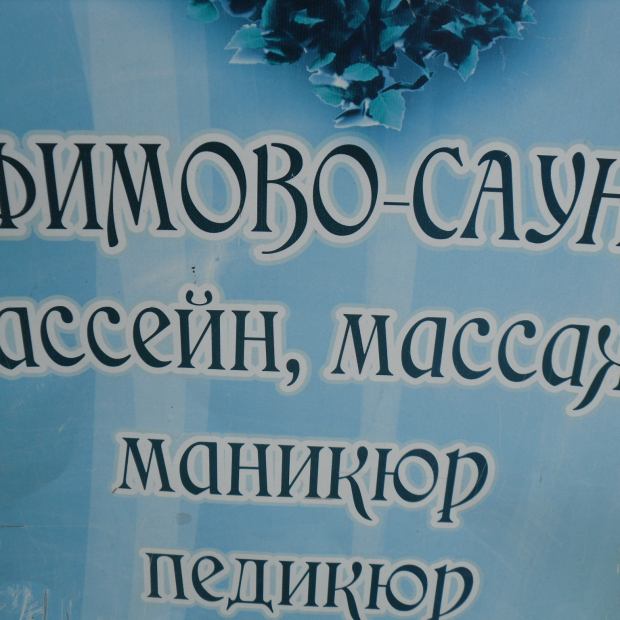 ФИМОВО-САУН
ассейн, массаж
маникюр
педикюр